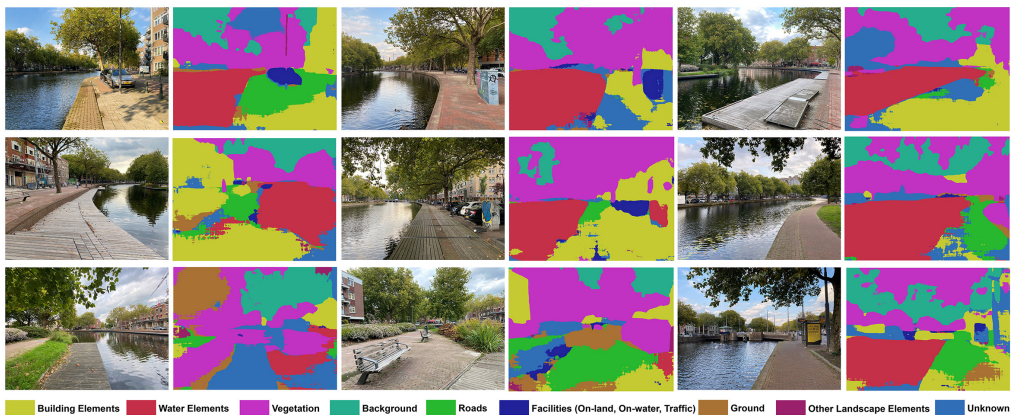 Building Elements
Water Elements
Vegetation
Background
Roads
Facilities (On-land, On-water, Traffic)
Ground
Other Landscape Elements
Unknown